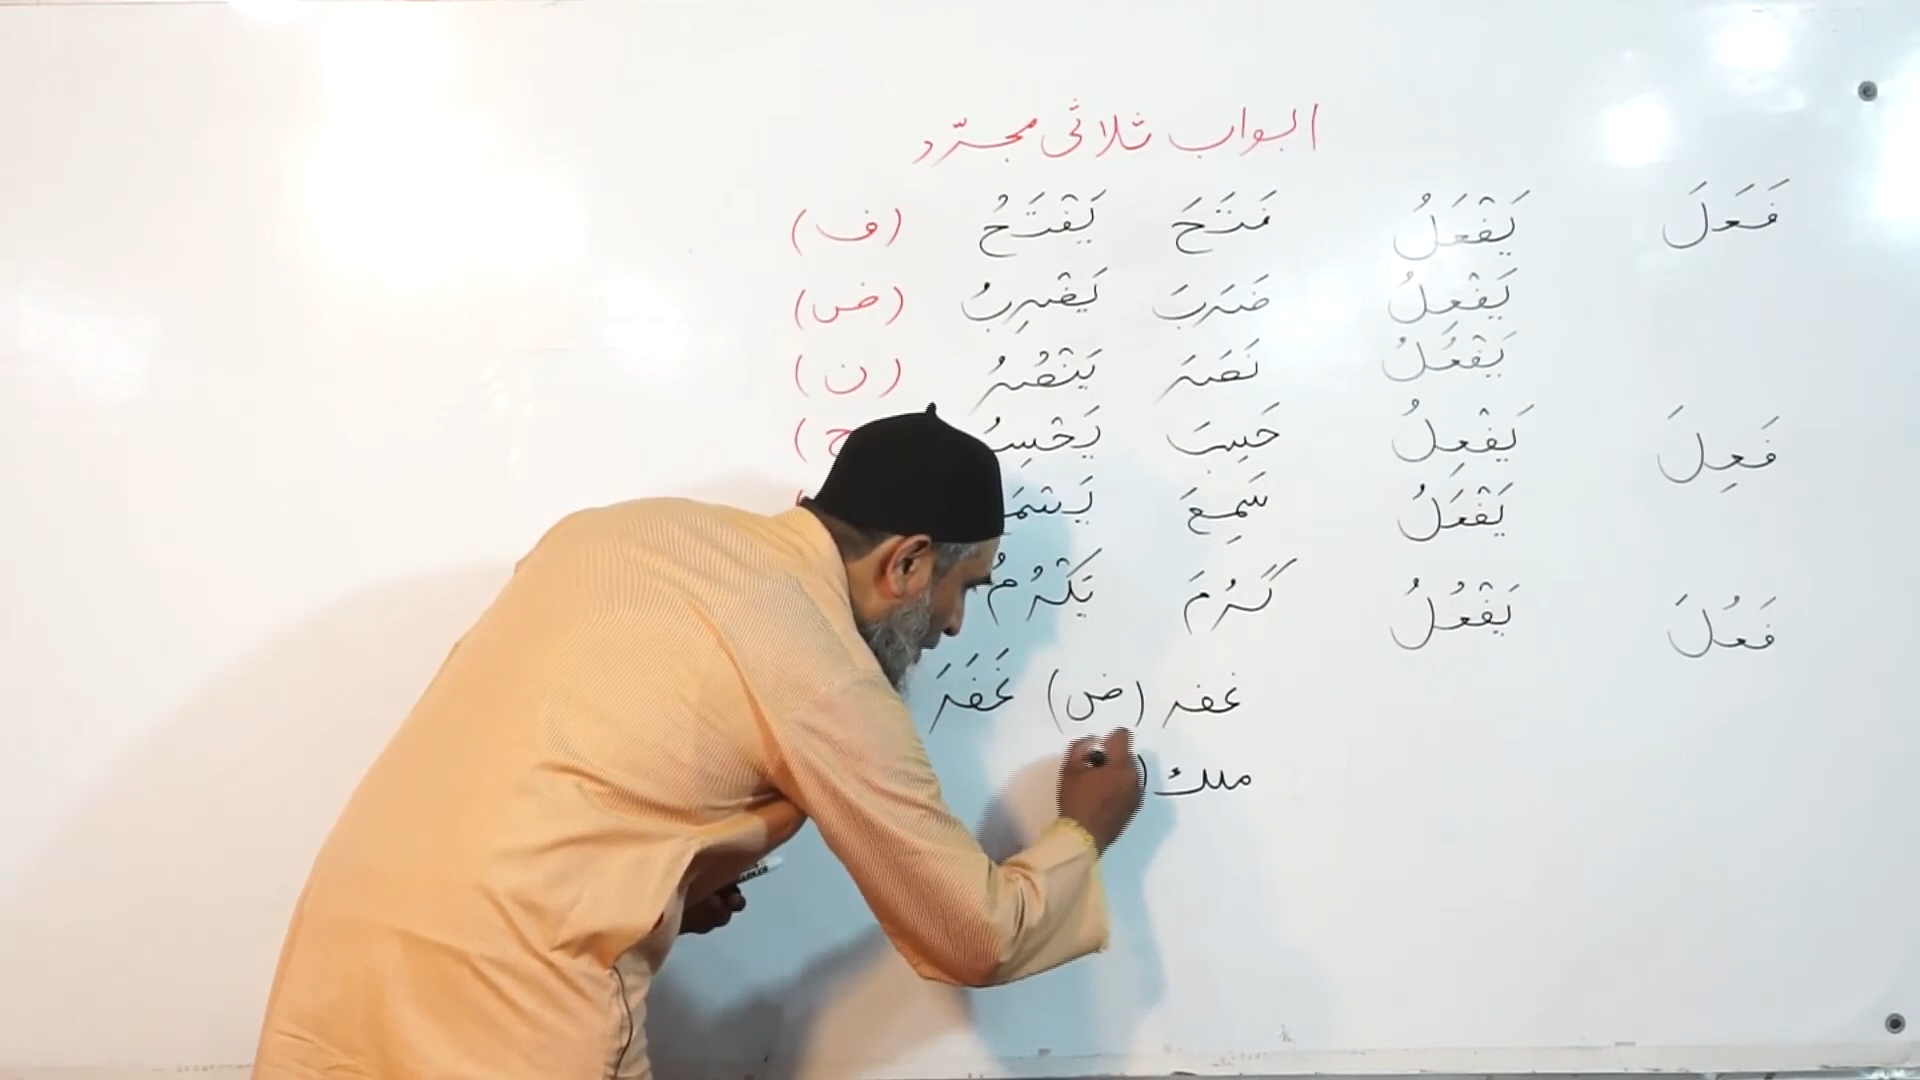 ابواب ثلاثی مجرّد
فَعَلَ يَفْعَلُ فَتَحَ يَفْتَحُ (ف)
يَفْعِلُ ضَرَبَ يَضْرِبُ (ض)
يَفْعُلُ نَصَرَ يَنْصُرُ (ن)
فَعِلَ يَفْعِلُ حَسِبَ يَحْسِبُ (ح)
يَفْعَلُ سَمِعَ
فَعُلَ يَفْعُلُ كَرُمَ يَكْرُمُ
غفر (ض) غَفَرَ
ملك (